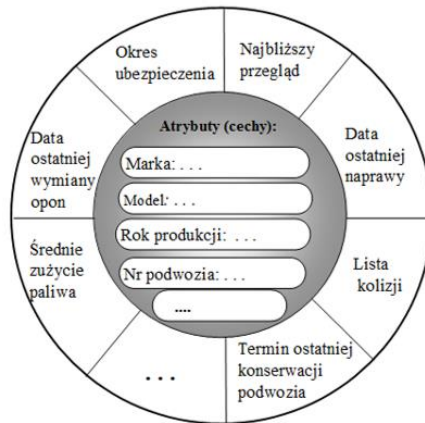 Okres
ubezpieczenia
Najbliższy
przegląd
Data
ostatniej
naprawy
Lista
kolizji
Termin ostatniej
konserwacji
podwozia
. . .
Średnie
zużycie
paliwa
Data
ostatniej
wymiany
opon
Atrybuty (cechy):
Marka: . . .
Model: . . .
Rok produkcji: . . .
Nr podwozia: . . .
....